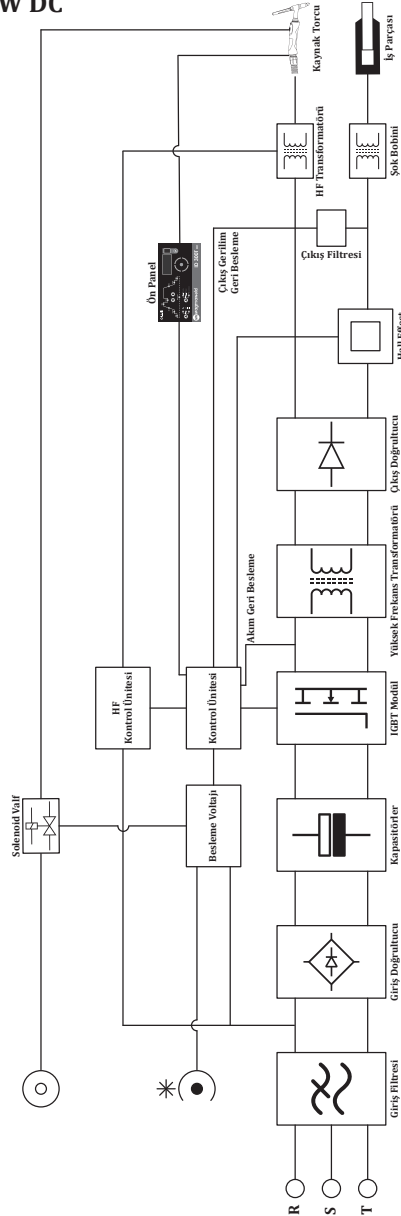 W DC
Kaynak Torcu
İş Parçası
HF Transformatörü
Şok Bobini
Ön Panel
Çıkış Gerilim
Geri Besleme
Çıkış Filtresi
Çıkış Doğrultucu
Yüksek Frekans Transformatörü
Akım Geri Besleme
HF
Kontrol Ünitesi
Kontrol Ünitesi
IGBT Modül
Solenoid Valf
Besleme Voltajı
Kapasitörler
Giriş Doğrultucu
Giriş Filtresi
R
S
T